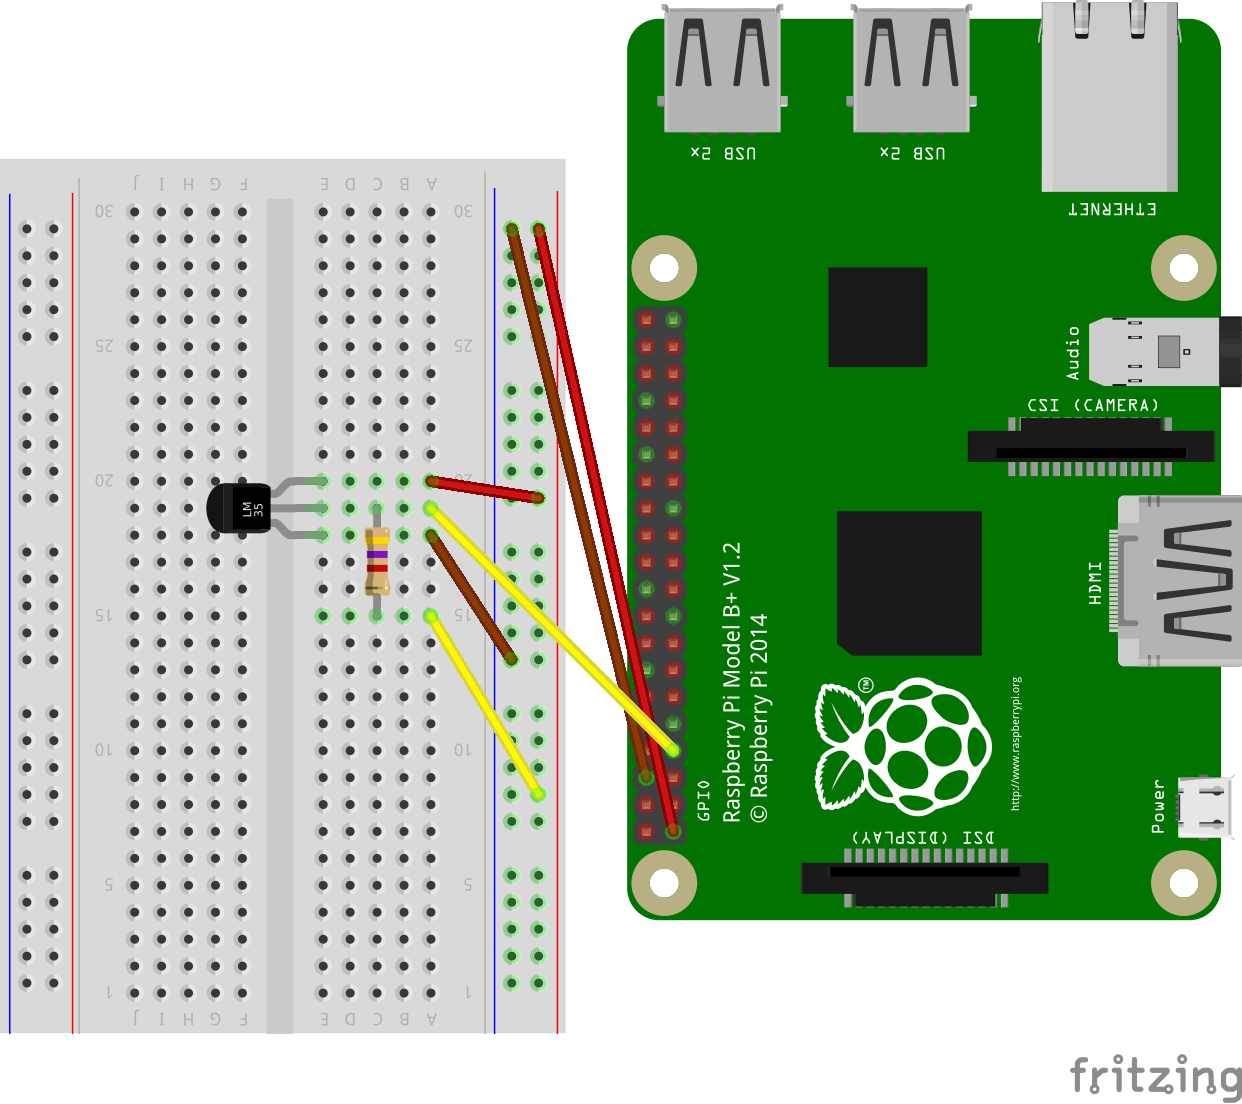 USB 2x
USB 2x
ETHERNET
J I H G F E D C B A
30 30
25 25
20 20
15 15
10 10
5 5
1 1
J I H G F E D C B A
LM
35
Audio
CSI (CAMERA)
HDMI
Raspberry Pi Model B+ V1.2
© Raspberry Pi 2014
TM
http://www.raspberrypi.org
GPIO
Power
DSI (DISPLAY)
fritzing